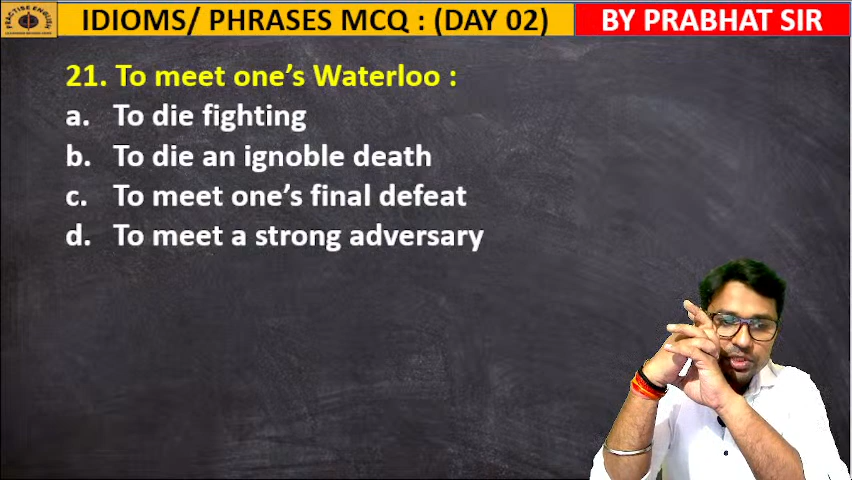 IDIOMS/ PHRASES MCQ : (DAY 02) BY PRABHAT SIR
21. To meet one's Waterloo :
a. To die fighting
b. To die an ignoble death
c. To meet one's final defeat
d. To meet a strong adversary